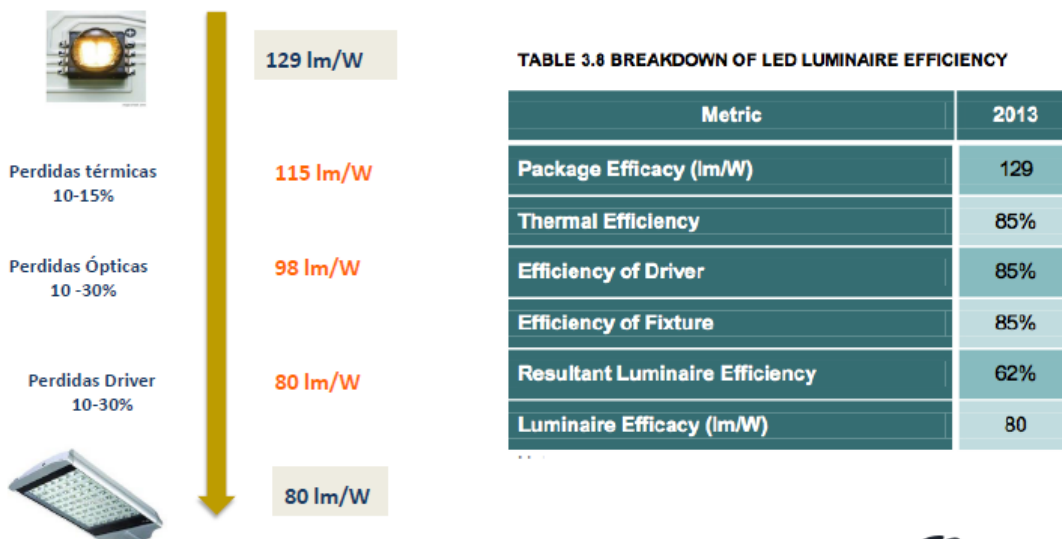 129 lm/W
Perdidas térmicas
10-15%
115 lm/W
Perdidas Ópticas
10 -30%
98 lm/W
Perdidas Driver
10-30%
80 lm/W
80 lm/W
TABLE 3.8 BREAKDOWN OF LED LUMINAIRE EFFICIENCY
Metric 2013
Package Efficacy (lm/W) 129
Thermal Efficiency 85%
Efficiency of Driver 85%
Efficiency of Fixture 85%
Resultant Luminaire Efficiency 62%
Luminaire Efficacy (lm/W) 80